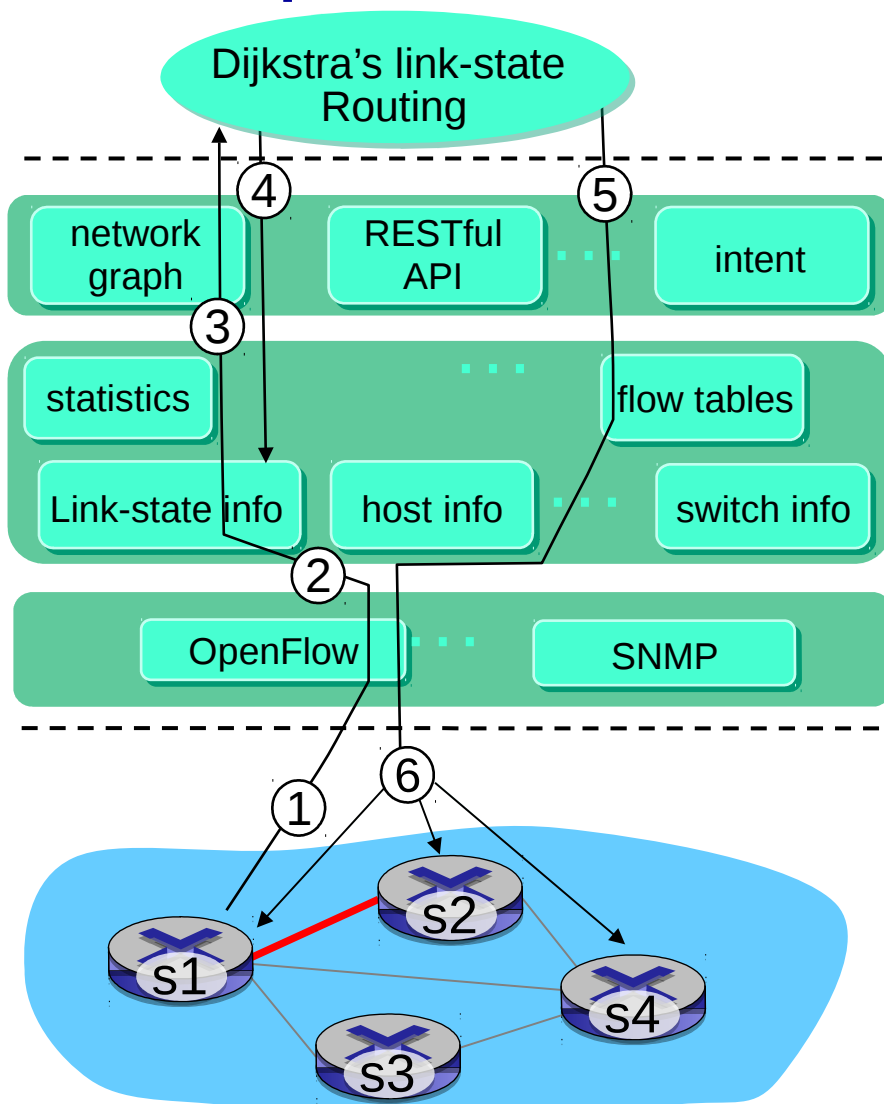 Dijkstra’s link-state
Routing
4
5
network
graph
RESTful
API
intent
3
statistics
flow tables
Link-state info
host info
switch info
2
OpenFlow
SNMP
1
6
s2
s1
s4
s3